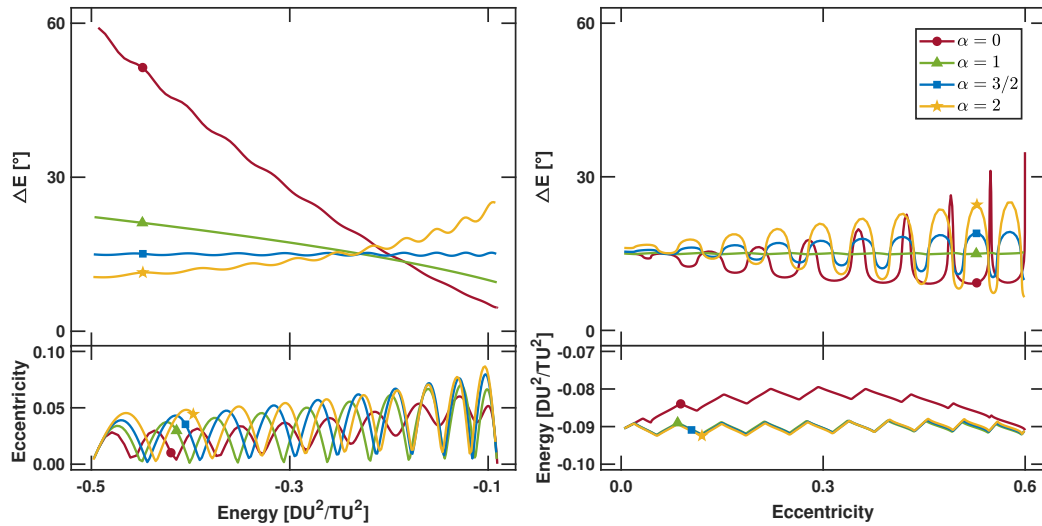 60
30
0
ΔE [°]
0.10
0.05
0.00
Eccentricity
-0.5
-0.3
-0.1
Energy [DU²/TU²]
60
30
0
ΔE [°]
α = 0
α = 1
α = 3/2
α = 2
-0.07
-0.08
-0.09
-0.10
Energy [DU²/TU²]
0.0
0.3
0.6
Eccentricity